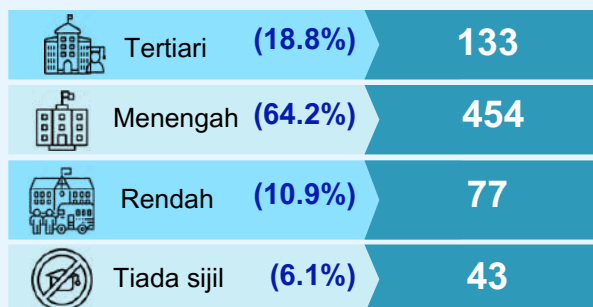 Tertiari (18.8%) 133
Menengah (64.2%) 454
Rendah (10.9%) 77
Tiada sijil (6.1%) 43